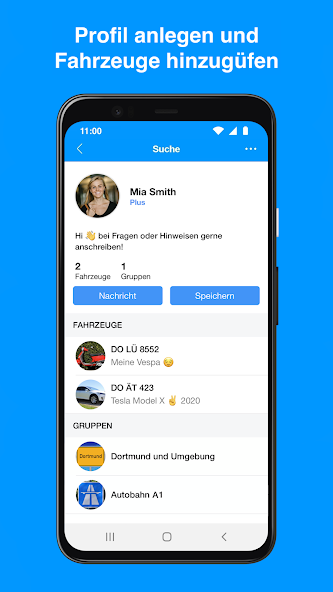 Profil anlegen und
Fahrzeuge hinzugüfen
11:00
Suche
Mia Smith
Plus
Hi 👋 bei Fragen oder Hinweisen gerne
anschreiben!
2 1
Fahrzeuge Gruppen
Nachricht Speichern
FAHRZEUGE
DO LÜ 8552
Meine Vespa 😏
DO ÄT 423
Tesla Model X ✌ 2020
GRUPPEN
Dortmund
Dortmund und Umgebung
Autobahn A1